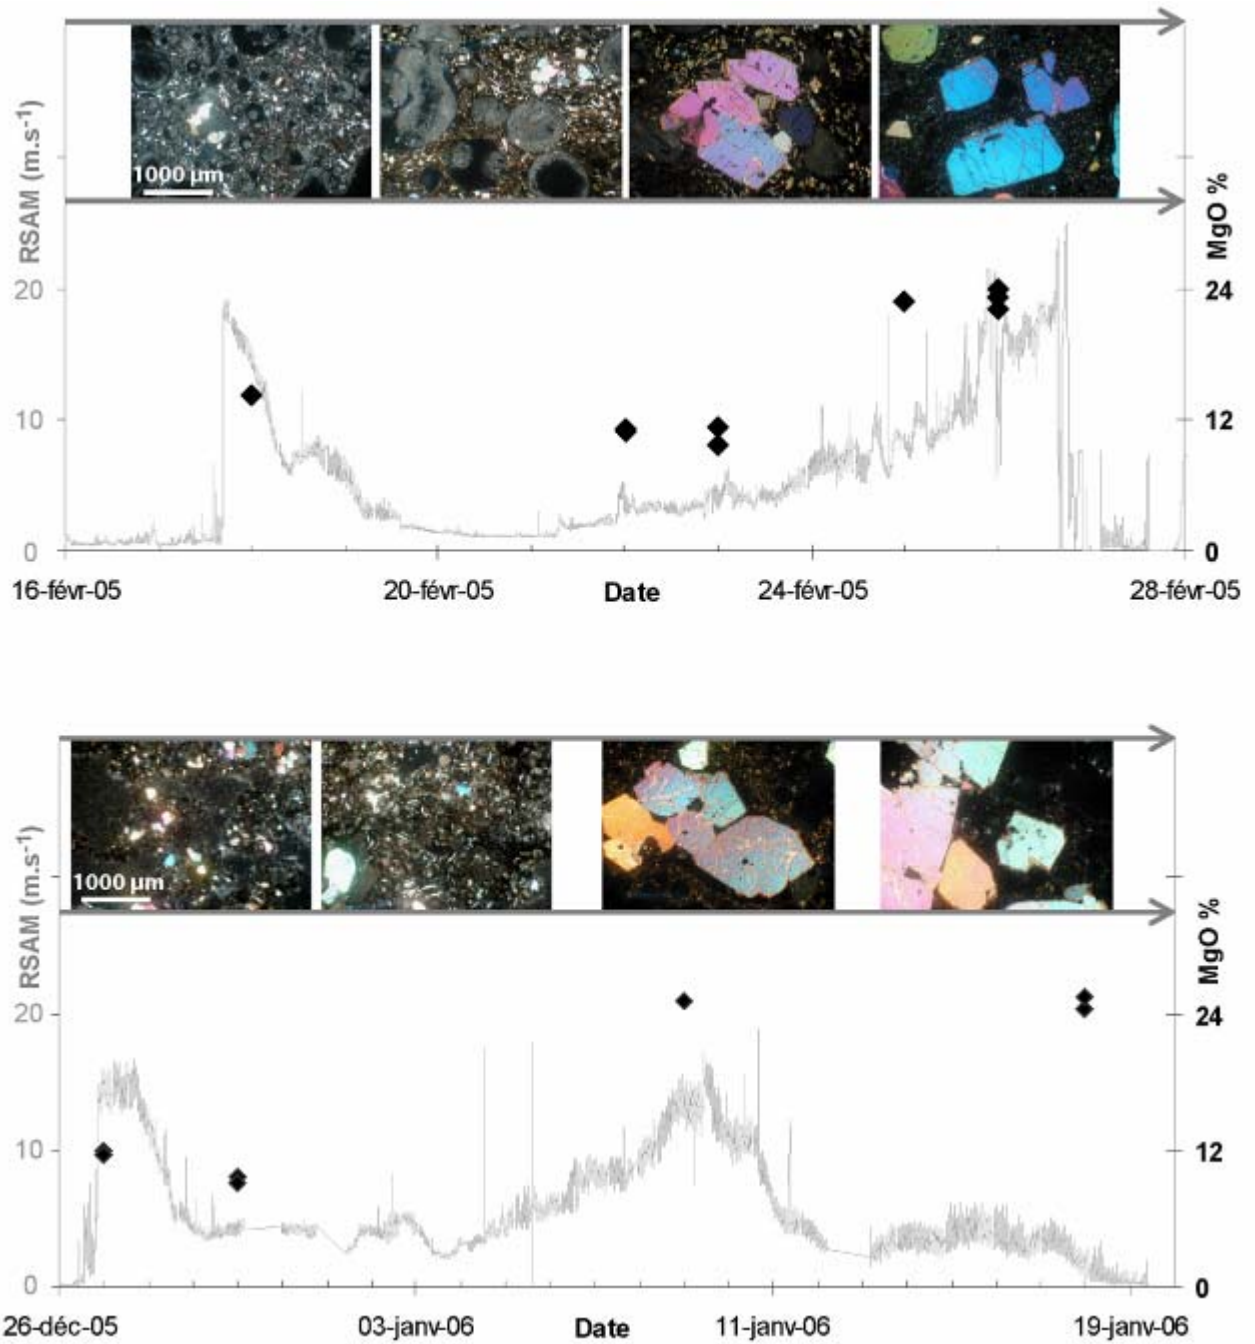 1000 µm
RSAM (m.s⁻¹)
MgO %
20
24
10
12
0
0
16-févr-05
20-févr-05
Date
24-févr-05
28-févr-05
1000 µm
RSAM (m.s⁻¹)
MgO %
20
24
10
12
0
0
26-déc-05
03-janv-06
Date
11-janv-06
19-janv-06